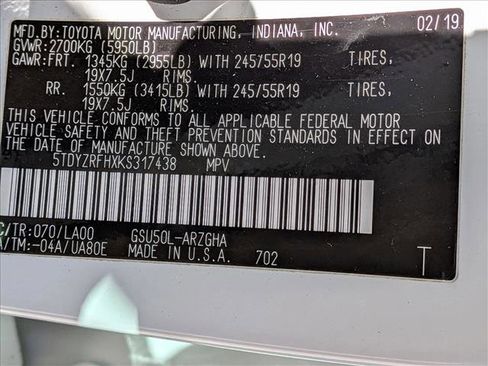 MFD.BY: TOYOTA MOTOR MANUFACTURING, INDIANA, INC. 02/19
GVWR: 2700KG (5950LB)
GAWR: FRT. 1345KG (2955LB) WITH 245/55R19 TIRES,
19X7.5J RIMS.
RR. 1550KG (3415LB) WITH 245/55R19 TIRES,
19X7.5J RIMS.
THIS VEHICLE CONFORMS TO ALL APPLICABLE FEDERAL MOTOR
VEHICLE SAFETY AND THEFT PREVENTION STANDARDS IN EFFECT ON
THE DATE OF MANUFACTURE SHOWN ABOVE.
5TDYZRFHXKS317438 MPV
C/TR: 070/LA00 GSU50L-ARZGHA
A/TM: -04A/UA80E MADE IN U.S.A. 702 T